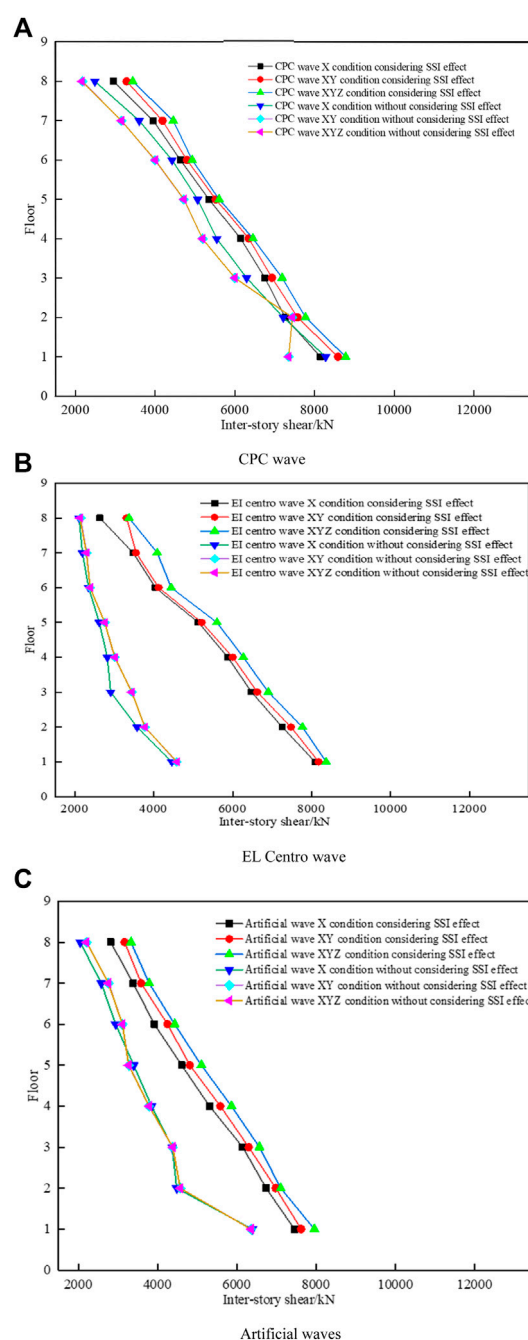 A
9
CPC wave X condition considering SSI effect
8
CPC wave XY condition considering SSI effect
CPC wave XYZ condition considering SSI effect
CPC wave X condition without considering SSI effect
7
CPC wave XY condition without considering SSI effect
CPC wave XYZ condition without considering SSI effect
6
Floor
5
4
3
2
1
0
2000 4000 6000 8000 10000 12000
Inter-story shear/kN
CPC wave
B
9
EI centro wave X condition considering SSI effect
8
EI centro wave XY condition considering SSI effect
EI centro wave XYZ condition considering SSI effect
EI centro wave X condition without considering SSI effect
7
EI centro wave XY condition without considering SSI effect
EI centro wave XYZ condition without considering SSI effect
6
Floor
5
4
3
2
1
0
2000 4000 6000 8000 10000 12000
Inter-story shear/kN
EL Centro wave
C
9
Artificial wave X condition considering SSI effect
8
Artificial wave XY condition considering SSI effect
Artificial wave XYZ condition considering SSI effect
Artificial wave X condition without considering SSI effect
7
Artificial wave XY condition without considering SSI effect
Artificial wave XYZ condition without considering SSI effect
6
Floor
5
4
3
2
1
0
2000 4000 6000 8000 10000 12000
Inter-story shear/kN
Artificial waves